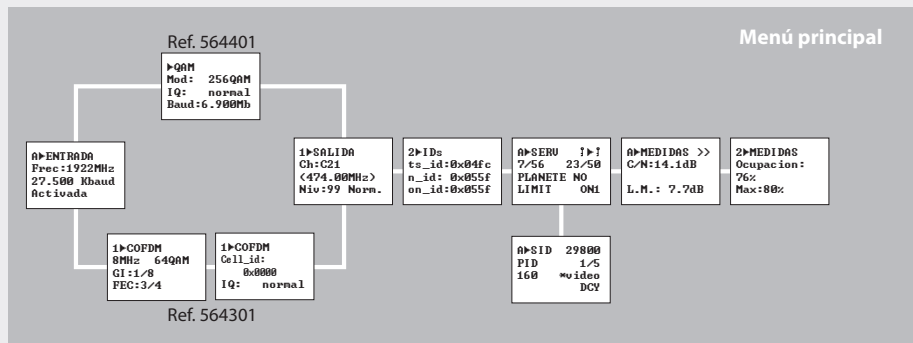 Menú principal
Ref. 564401
►QAM
Mod: 256QAM
IQ: normal
Baud:6.900Mb
A►ENTRADA
Frec:1922MHz
27.500 Kbaud
Activada
1►COFDM
8MHz 64QAM
GI:1/8
FEC:3/4
1►COFDM
Cell_id:
0x0000
IQ: normal
Ref. 564301
1►SALIDA
Ch:C21
(474.00MHz)
Niv:99 Norm.
2►IDs
ts_id:0x04fc
n_id: 0x055f
on_id:0x055f
A►SERV ?►?
7/56 23/50
PLANETE NO
LIMIT ON1
A►SID 29800
PID 1/5
160 *video
DCY
A►MEDIDAS >>
C/N:14.1dB
L.M.: 7.7dB
2►MEDIDAS
Ocupacion:
76%
Max:80%